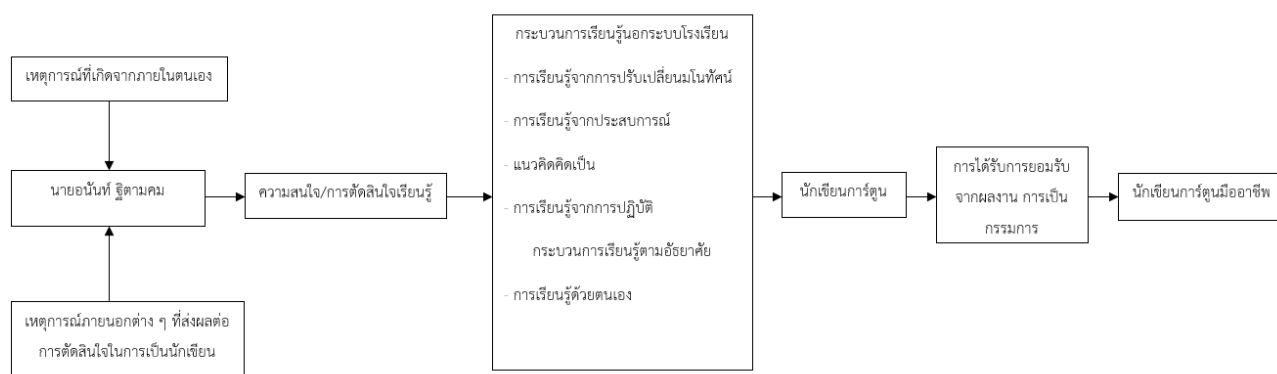 เหตุการณ์ที่เกิดจากภายในตนเอง
นายอนันท์ ฐิตามคม
เหตุการณ์ภายนอกต่าง ๆ ที่ส่งผลต่อ
การตัดสินใจในการเป็นนักเขียน
ความสนใจ/การตัดสินใจเรียนรู้
กระบวนการเรียนรู้นอกระบบโรงเรียน
- การเรียนรู้จากการปรับเปลี่ยนมโนทัศน์
- การเรียนรู้จากประสบการณ์
- แนวคิดคิดเป็น
- การเรียนรู้จากการปฏิบัติ
กระบวนการเรียนรู้ตามอัธยาศัย
- การเรียนรู้ด้วยตนเอง
นักเขียนการ์ตูน
การได้รับการยอมรับ
จากผลงาน การเป็น
กรรมการ
นักเขียนการ์ตูนมืออาชีพ